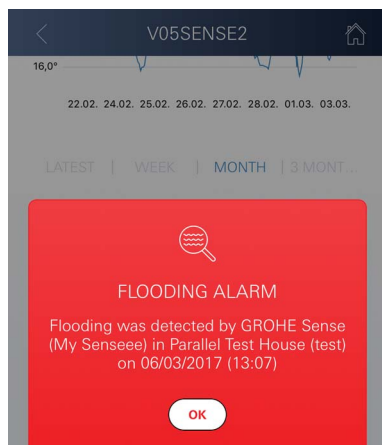 V05SENSE2
16,0°
22.02. 24.02. 25.02. 26.02. 27.02. 28.02. 01.03. 03.03.
LATEST | WEEK | MONTH | 3 MONT...
FLOODING ALARM
Flooding was detected by GROHE Sense
(My Senseee) in Parallel Test House (test)
on 06/03/2017 (13:07)
OK